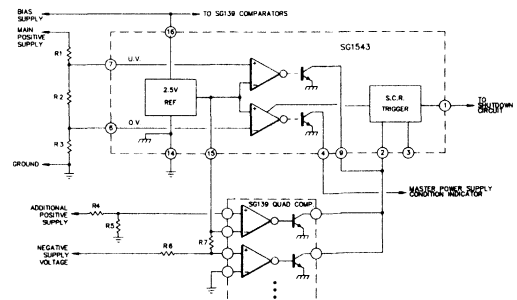 BIAS SUPPLY
TO SG139 COMPARATORS
MAIN POSITIVE SUPPLY
16
SG1543
R1
7
U.V.
2.5V REF
S.C.R. TRIGGER
1
TO SHUTDOWN CIRCUIT
R2
6
O.V.
R3
14
15
4
9
2
3
GROUND
MASTER POWER SUPPLY CONDITION INDICATOR
SG139 QUAD COMP
ADDITIONAL POSITIVE SUPPLY
R4
R5
R7
NEGATIVE SUPPLY VOLTAGE
R6